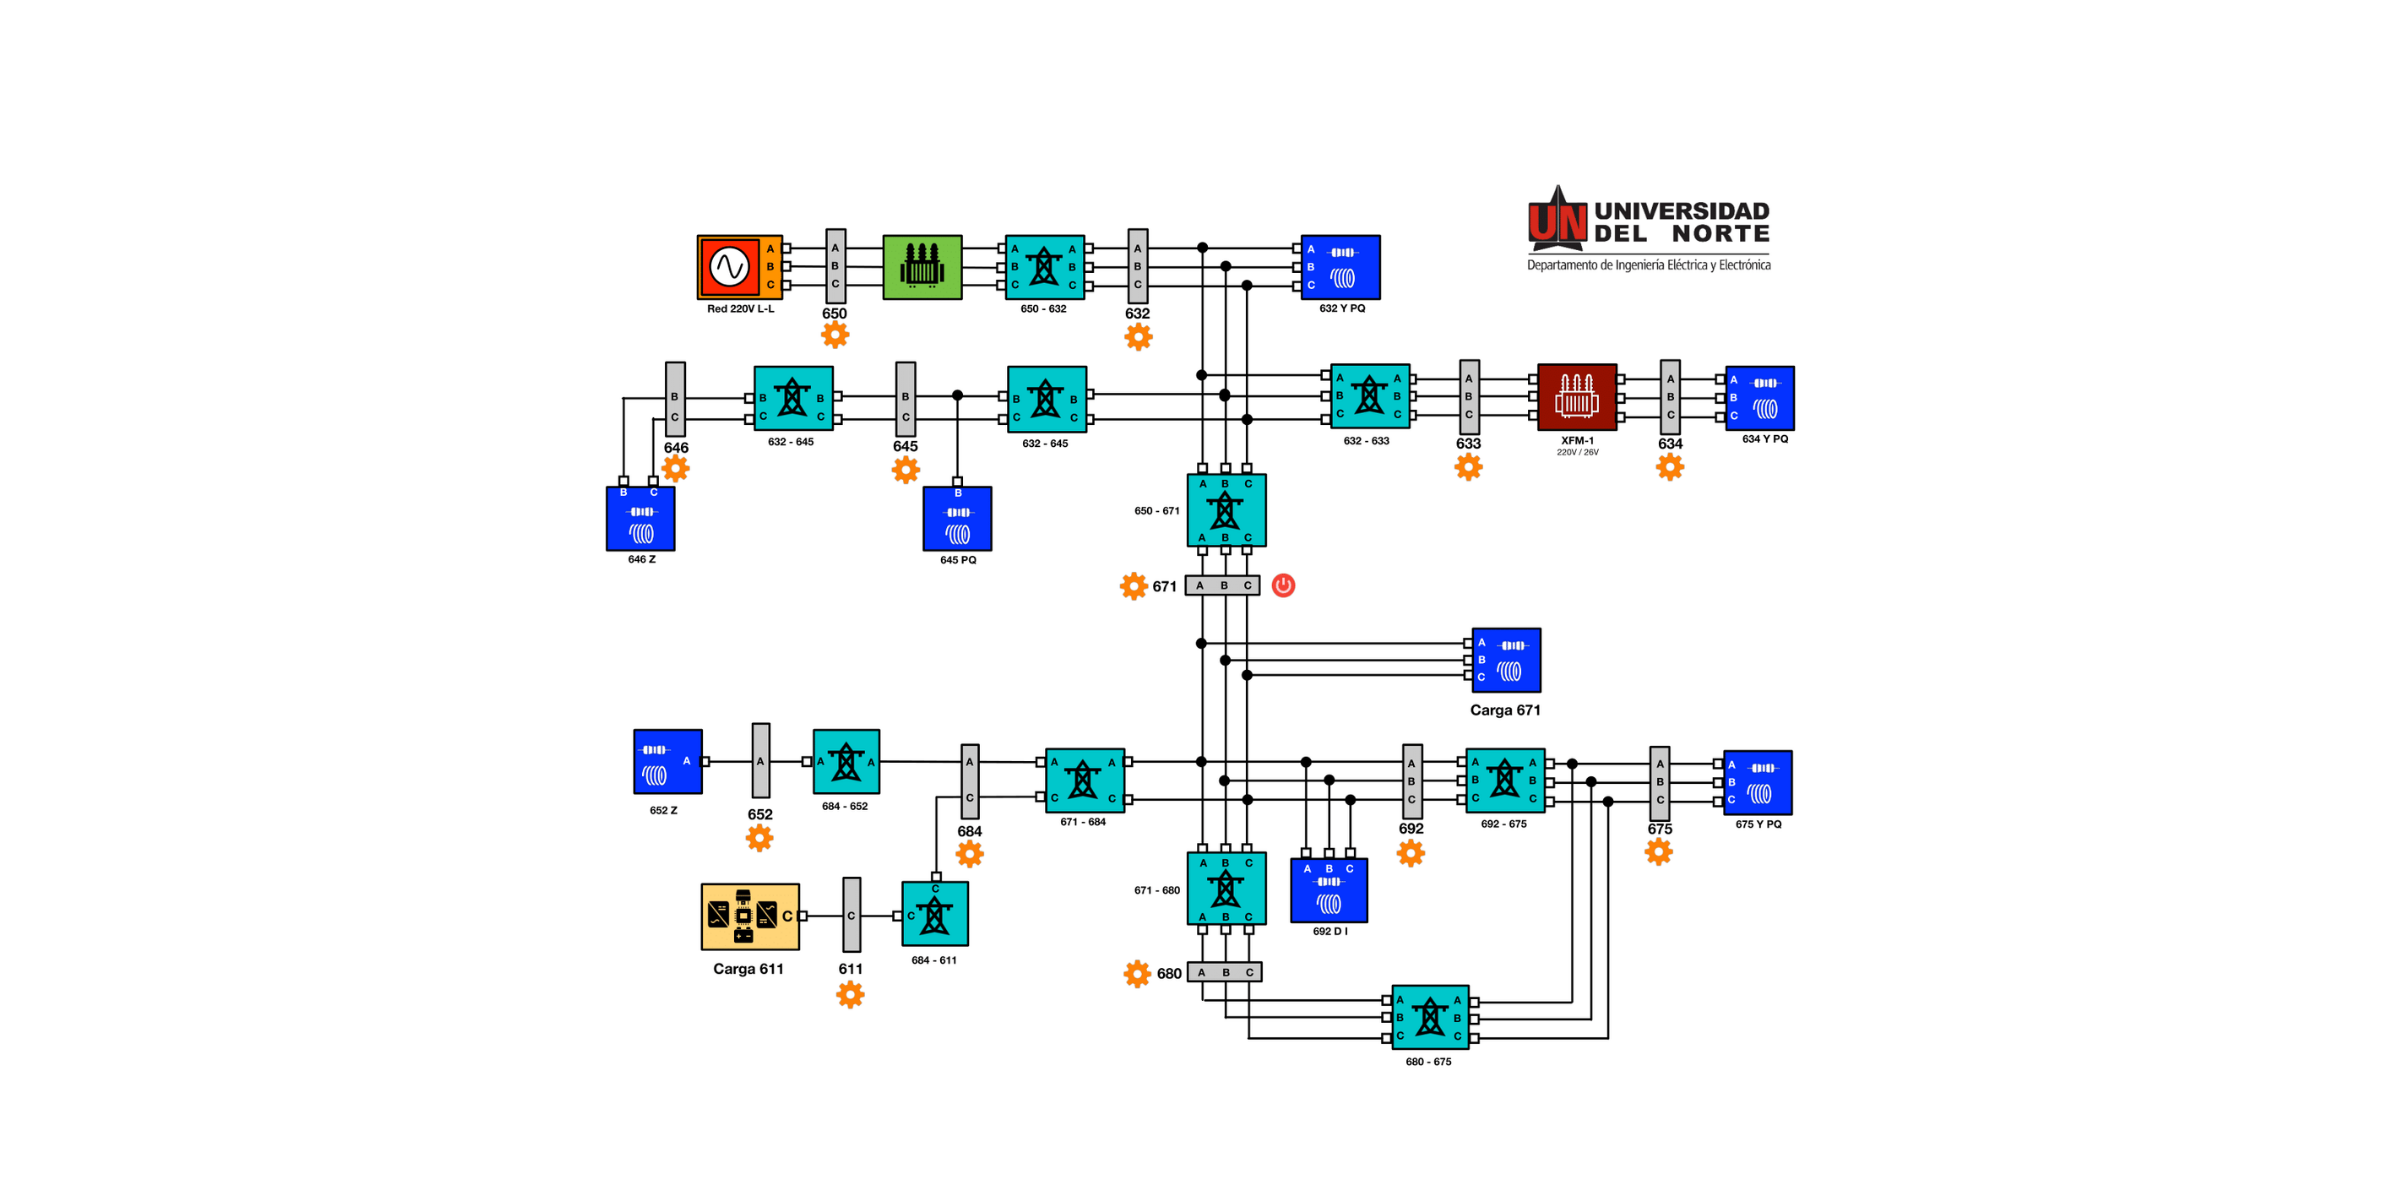 UN UNIVERSIDAD
DEL NORTE
Departamento de Ingeniería Eléctrica y Electrónica
A A A A A A
B B B B B B
C C C C C C
Red 220V L-L
650
650 - 632
632
632 Y PQ
B B B B B B A A A A A
C C C C C C B B B B B
C C C C C
646
632 - 645
645
632 - 645
632 - 633
633
XFM-1
220V / 26V
634
634 Y PQ
B C
646 Z
B
645 PQ
A B C
650 - 671
A B C
671
A B C
A
B
C
Carga 671
A A A A A A A A A A A A
B B B B B
C C C C C C C C
652 Z
652
684 - 652
684
671 - 684
692
692 - 675
675
675 Y PQ
C C C C
Carga 611
611
684 - 611
A B C
671 - 680
A B C
A B C
692 D I
680
A B C
A A
B B
C C
680 - 675